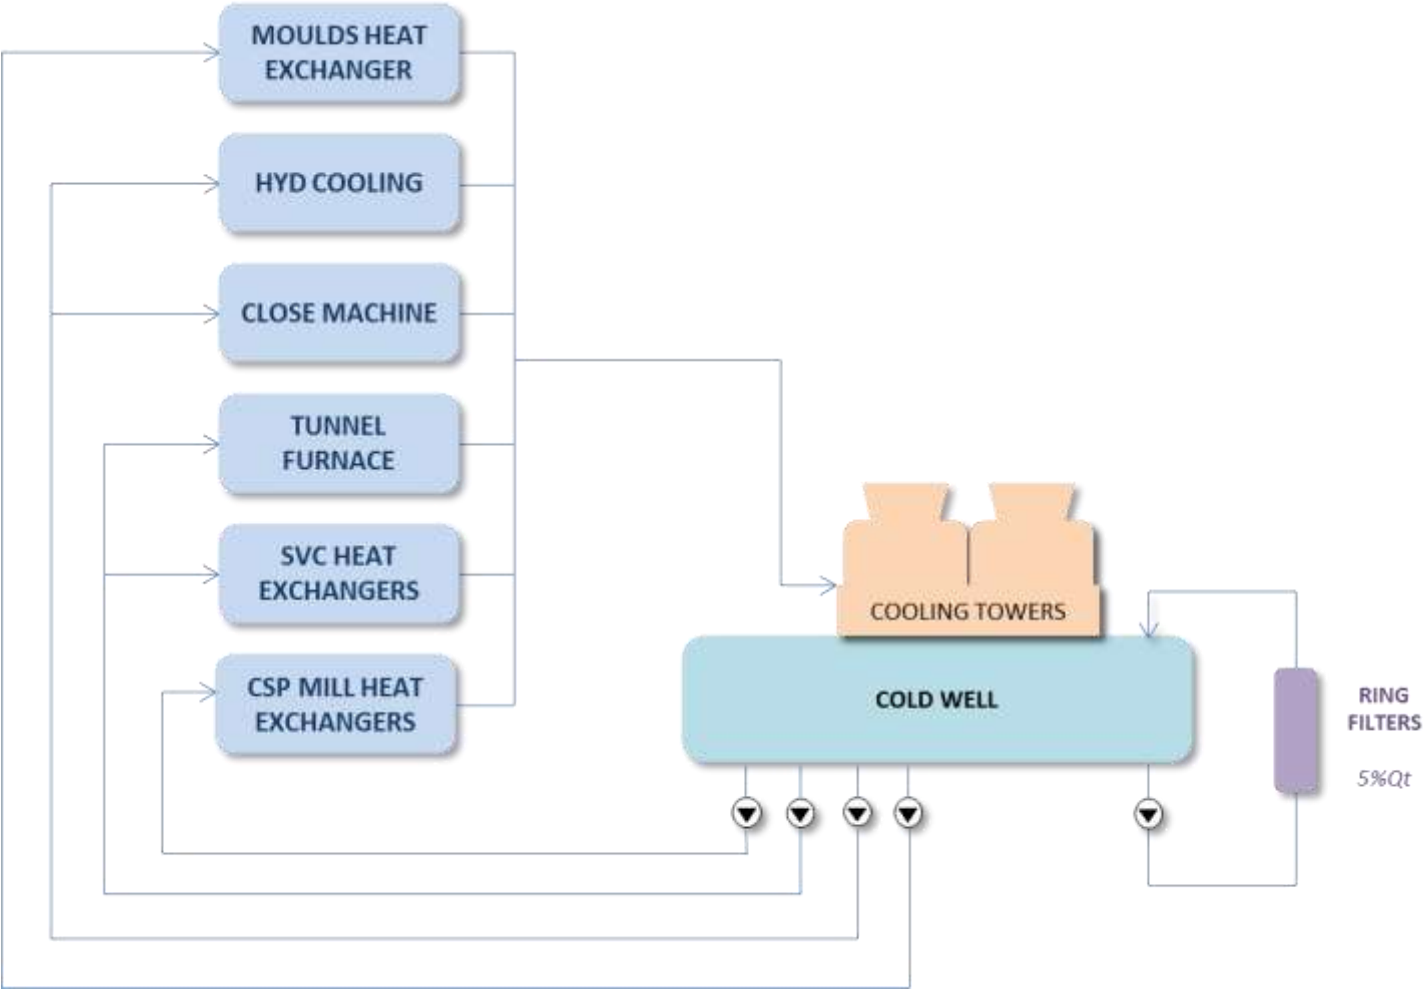 MOULDS HEAT
EXCHANGER
HYD COOLING
CLOSE MACHINE
TUNNEL
FURNACE
SVC HEAT
EXCHANGERS
CSP MILL HEAT
EXCHANGERS
COOLING TOWERS
COLD WELL
RING
FILTERS
5%Qt